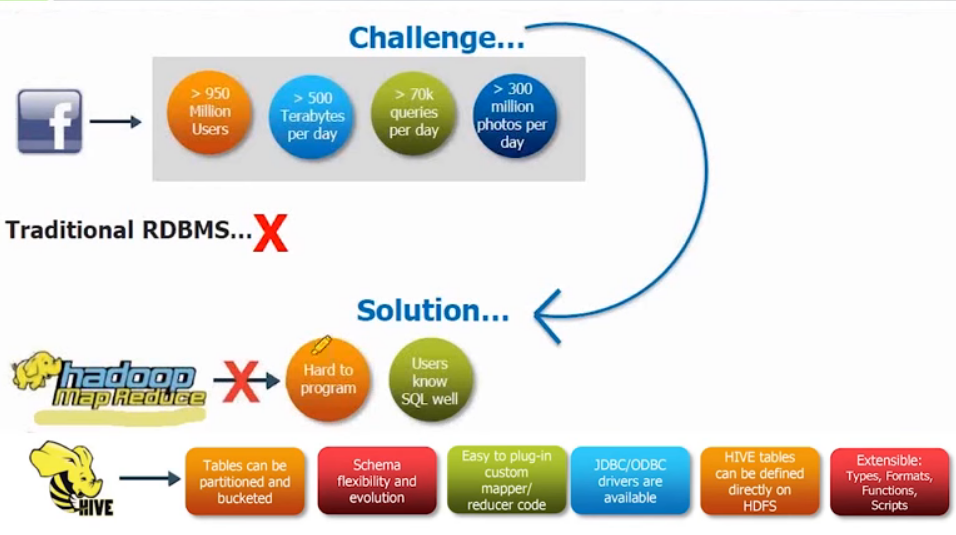 Challenge...
f
> 950
Million
Users
> 500
Terabytes
per day
> 70k
queries
per day
> 300
million
photos per
day
Traditional RDBMS... X
Solution...
hadoop
Map Reduce
X
Hard to
program
Users
know
SQL well
HIVE
Tables can be
partitioned and
bucketed
Schema
flexibility and
evolution
Easy to plug-in
custom
mapper/
reducer code
JDBC/ODBC
drivers are
available
HIVE tables
can be defined
directly on
HDFS
Extensible:
Types, Formats,
Functions,
Scripts